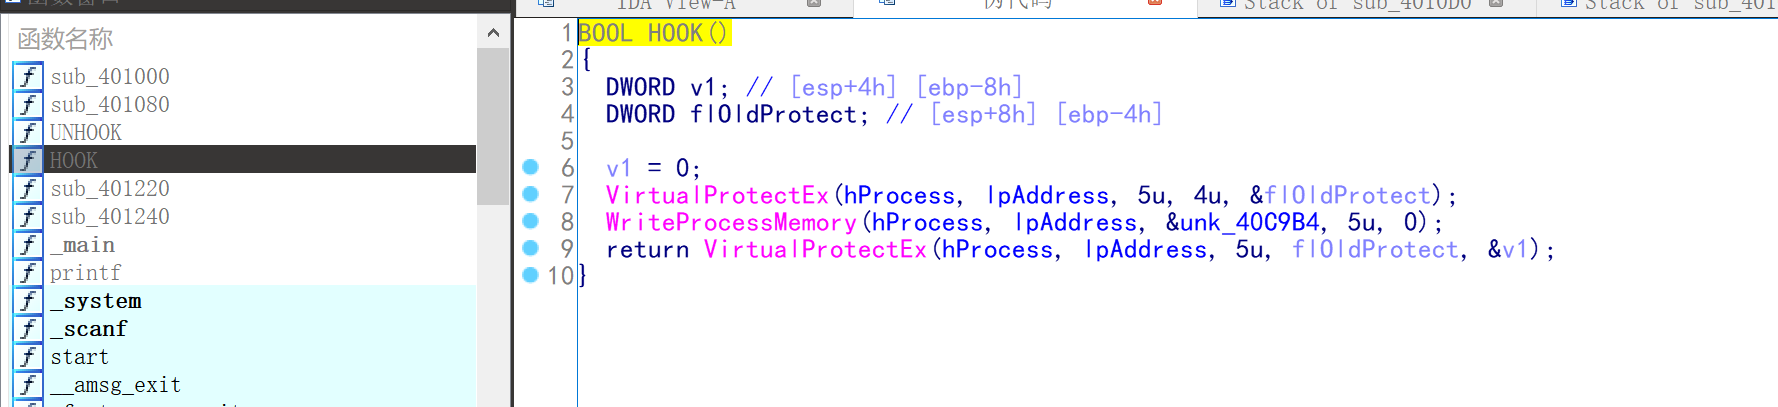 函数窗口
IDA View-A
伪代码
Stack of sub_4010D0
Stack of sub_401
函数名称
f sub_401000
f sub_401080
f UNHOOK
f HOOK
f sub_401220
f sub_401240
f _main
f printf
f _system
f _scanf
f start
f __amsg_exit
1 BOOL HOOK()
2 {
3 DWORD v1; // [esp+4h] [ebp-8h]
4 DWORD flOldProtect; // [esp+8h] [ebp-4h]
5
6 v1 = 0;
7 VirtualProtectEx(hProcess, lpAddress, 5u, 4u, &flOldProtect);
8 WriteProcessMemory(hProcess, lpAddress, &unk_40C9B4, 5u, 0);
9 return VirtualProtectEx(hProcess, lpAddress, 5u, flOldProtect, &v1);
10 }